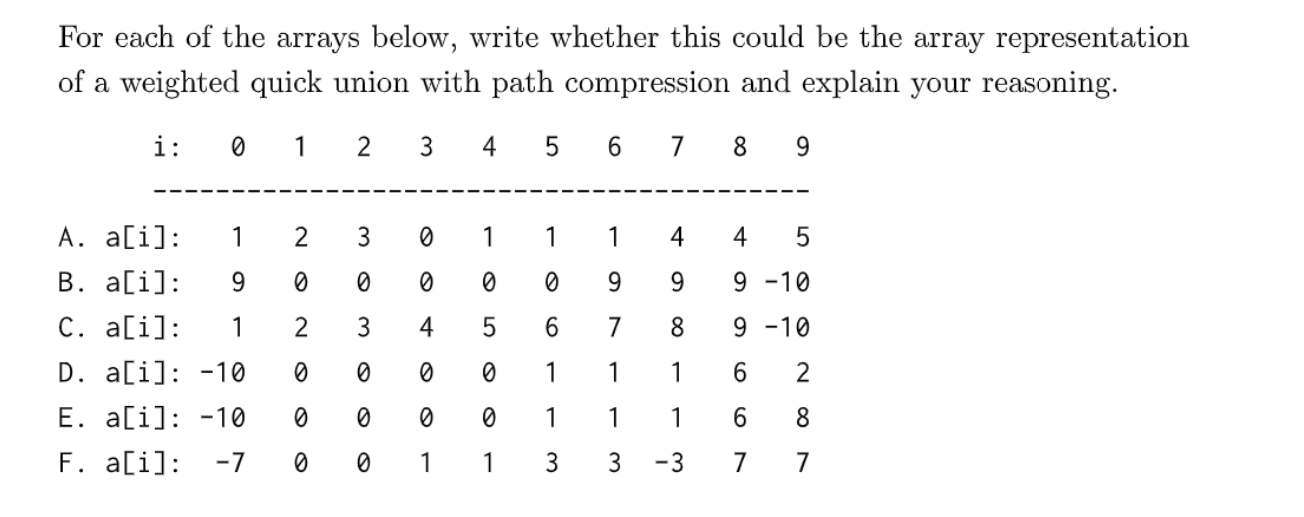 For each of the arrays below, write whether this could be the array representation
of a weighted quick union with path compression and explain your reasoning.
i: 0 1 2 3 4 5 6 7 8 9
------------------------------------------
A. a[i]: 1 2 3 0 1 1 1 4 4 5
B. a[i]: 9 0 0 0 0 0 9 9 9 -10
C. a[i]: 1 2 3 4 5 6 7 8 9 -10
D. a[i]: -10 0 0 0 0 1 1 1 6 2
E. a[i]: -10 0 0 0 0 1 1 1 6 8
F. a[i]: -7 0 0 1 1 3 3 -3 7 7